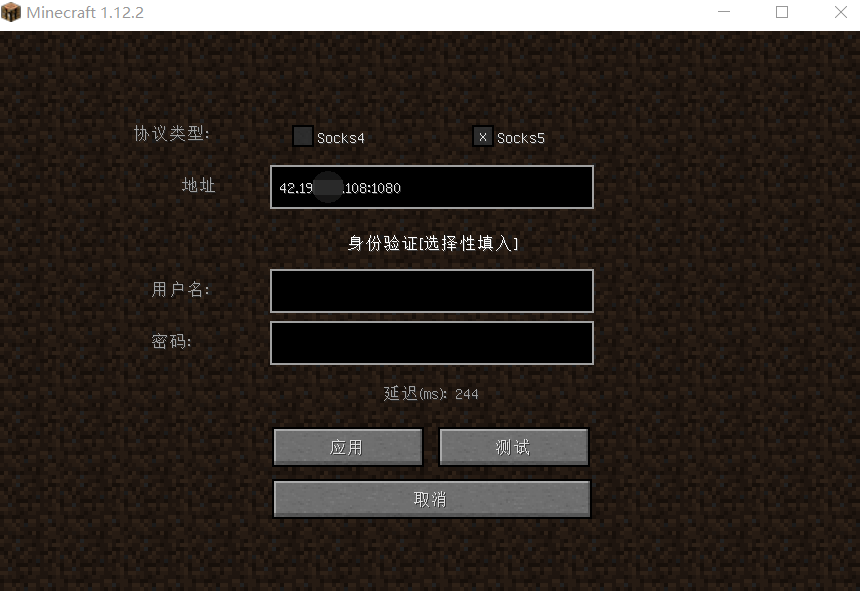 Minecraft 1.12.2
协议类型: Socks4 x Socks5
地址 42.19 .108:1080
身份验证[选择性填入]
用户名:
密码:
延迟(ms): 244
应用 测试
取消